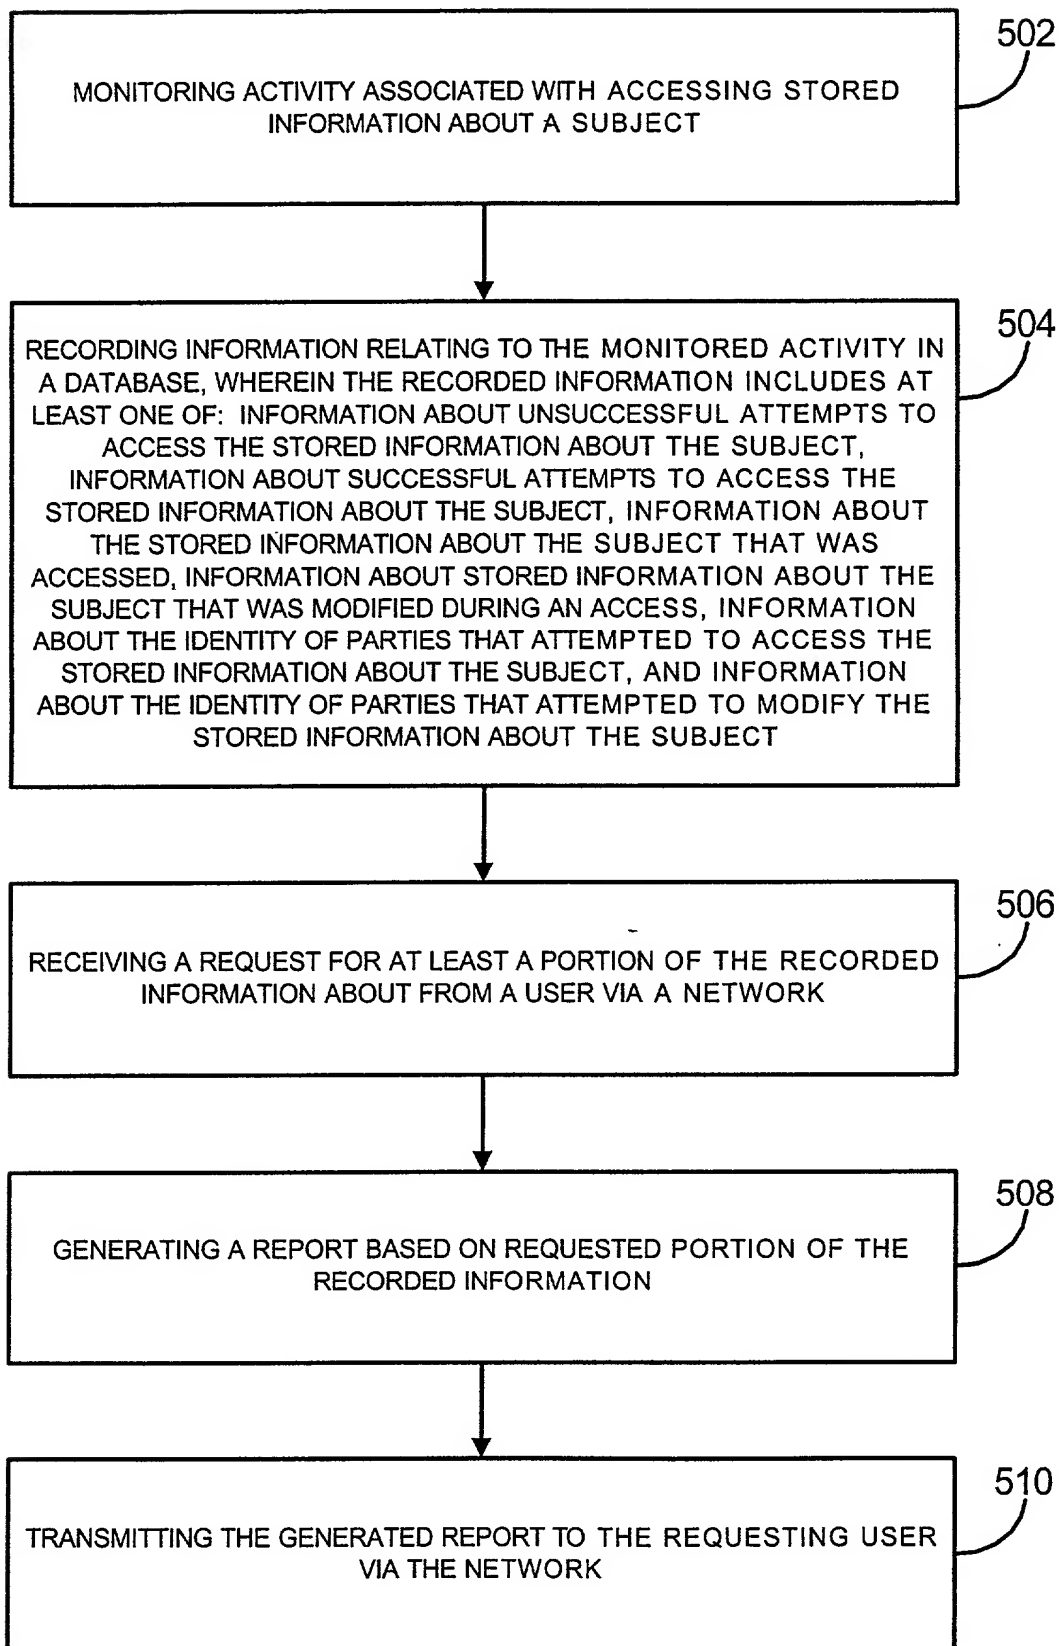 502
MONITORING ACTIVITY ASSOCIATED WITH ACCESSING STORED
INFORMATION ABOUT A SUBJECT
504
RECORDING INFORMATION RELATING TO THE MONITORED ACTIVITY IN
A DATABASE, WHEREIN THE RECORDED INFORMATION INCLUDES AT
LEAST ONE OF: INFORMATION ABOUT UNSUCCESSFUL ATTEMPTS TO
ACCESS THE STORED INFORMATION ABOUT THE SUBJECT,
INFORMATION ABOUT SUCCESSFUL ATTEMPTS TO ACCESS THE
STORED INFORMATION ABOUT THE SUBJECT, INFORMATION ABOUT
THE STORED INFORMATION ABOUT THE SUBJECT THAT WAS
ACCESSED, INFORMATION ABOUT STORED INFORMATION ABOUT THE
SUBJECT THAT WAS MODIFIED DURING AN ACCESS, INFORMATION
ABOUT THE IDENTITY OF PARTIES THAT ATTEMPTED TO ACCESS THE
STORED INFORMATION ABOUT THE SUBJECT, AND INFORMATION
ABOUT THE IDENTITY OF PARTIES THAT ATTEMPTED TO MODIFY THE
STORED INFORMATION ABOUT THE SUBJECT
506
RECEIVING A REQUEST FOR AT LEAST A PORTION OF THE RECORDED
INFORMATION ABOUT FROM A USER VIA A NETWORK
508
GENERATING A REPORT BASED ON REQUESTED PORTION OF THE
RECORDED INFORMATION
510
TRANSMITTING THE GENERATED REPORT TO THE REQUESTING USER
VIA THE NETWORK